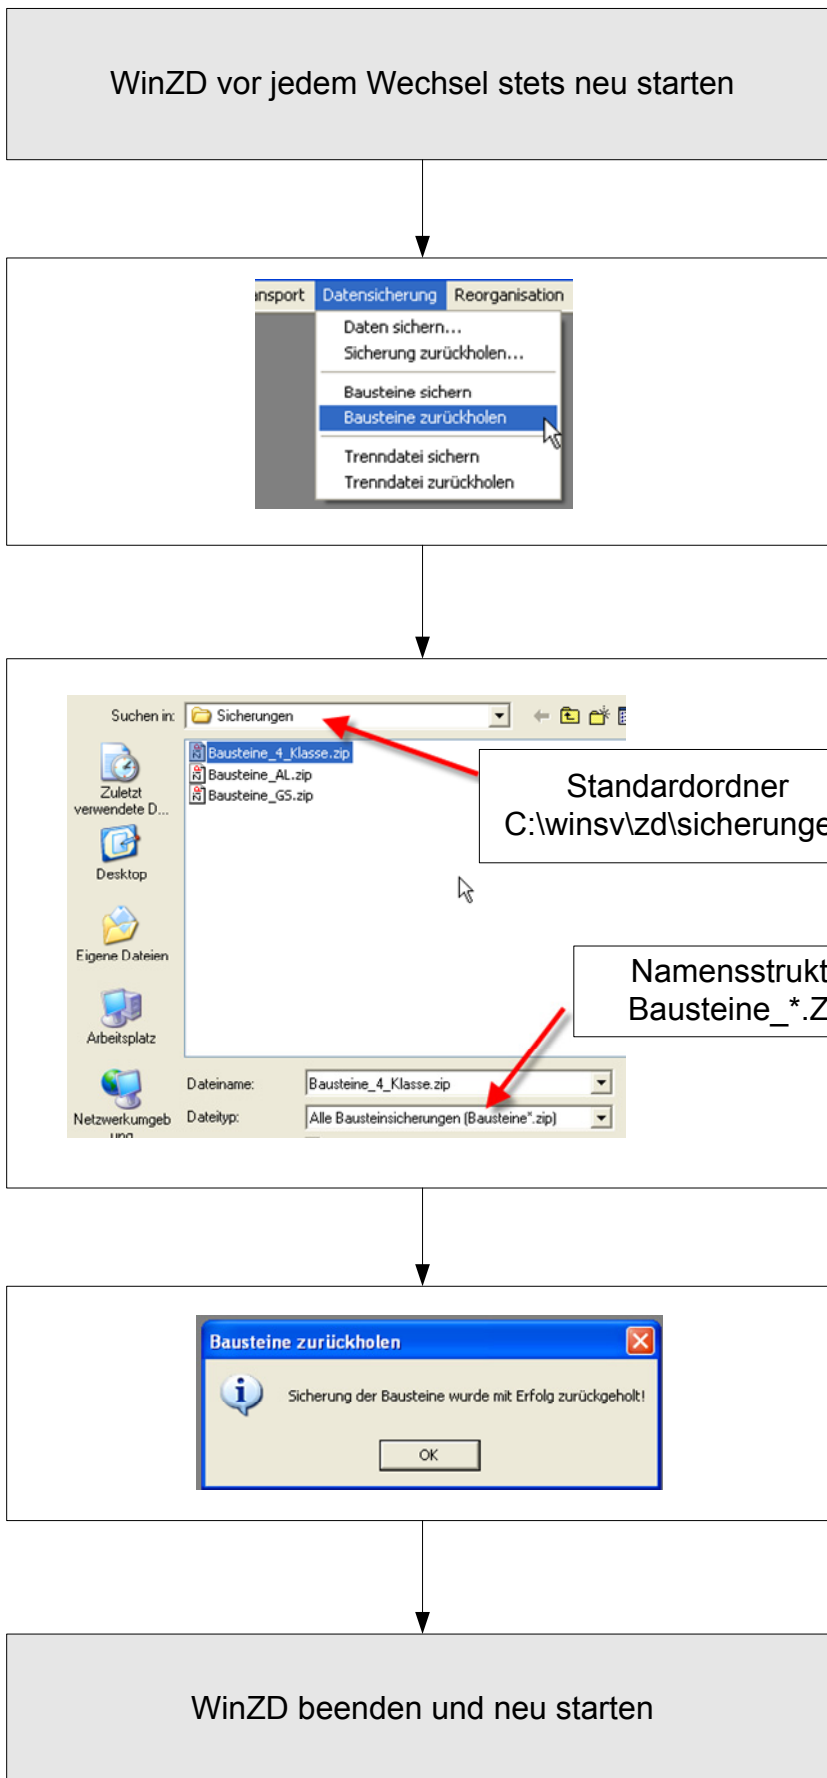 WinZD vor jedem Wechsel stets neu starten
nsport Datensicherung Reorganisation
Daten sichern...
Sicherung zurückholen...
Bausteine sichern
Bausteine zurückholen
Trenndatei sichern
Trenndatei zurückholen
Suchen in: Sicherungen
Bausteine_4_Klasse.zip
Bausteine_AL.zip
Bausteine_GS.zip
Zuletzt
verwendete D...
Desktop
Eigene Dateien
Arbeitsplatz
Netzwerkumgeb
ung
Standardordner
C:\winsv\zd\sicherunge
Namensstrukt
Bausteine_*.Z
Dateiname: Bausteine_4_Klasse.zip
Dateityp: Alle Bausteinsicherungen (Bausteine*.zip)
Bausteine zurückholen
Sicherung der Bausteine wurde mit Erfolg zurückgeholt!
OK
WinZD beenden und neu starten